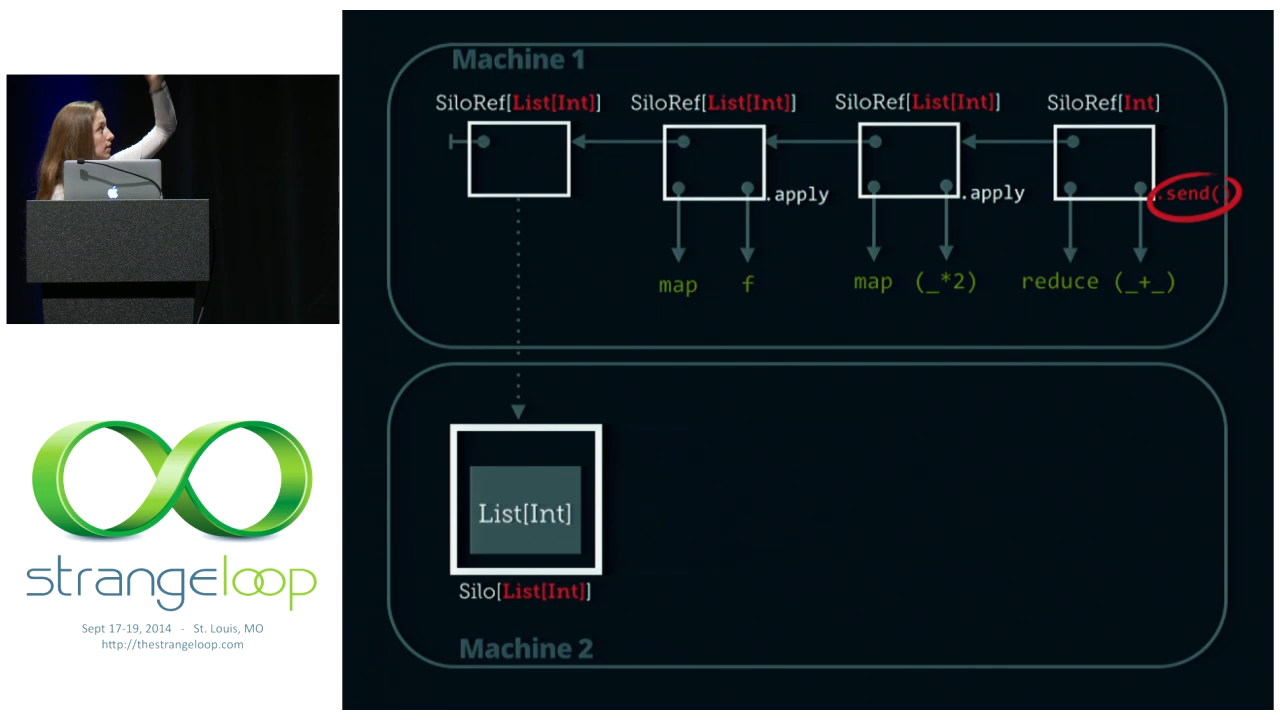 Machine 1
SiloRef[List[Int]] SiloRef[List[Int]] SiloRef[List[Int]] SiloRef[Int]
.apply .apply .send()
map f map (_*2) reduce (_+_)
List[Int]
Silo[List[Int]]
Machine 2
strangeloop
Sept 17-19, 2014 - St. Louis, MO
http://thestrangeloop.com